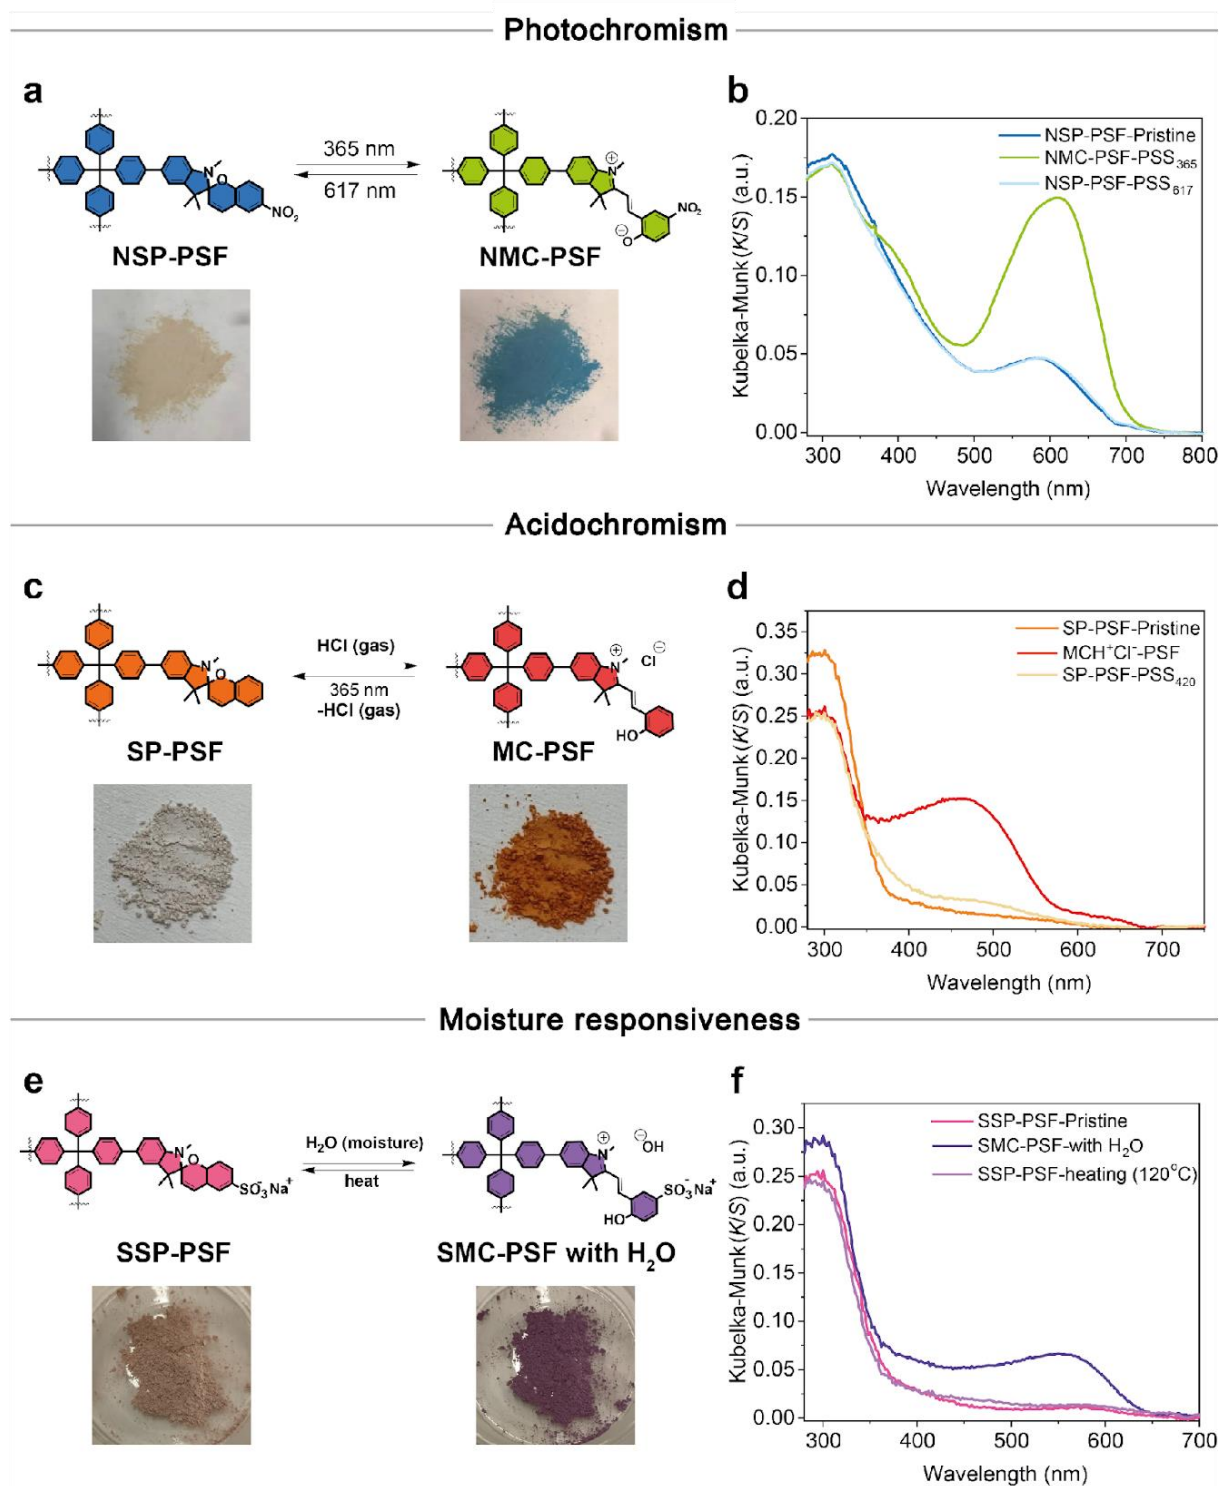 Photochromism
a
365 nm
617 nm
N
O
NO2
N
⊕
NO2
⊖
O
NSP-PSF
NMC-PSF
b
NSP-PSF-Pristine
NMC-PSF-PSS365
NSP-PSF-PSS617
Kubelka-Munk (K/S) (a.u.)
0.20
0.15
0.10
0.05
0.00
300 400 500 600 700 800
Wavelength (nm)
Acidochromism
c
HCl (gas)
365 nm
-HCl (gas)
N
O
N
⊕
Cl
⊖
HO
SP-PSF
MC-PSF
d
SP-PSF-Pristine
MCH+Cl--PSF
SP-PSF-PSS420
Kubelka-Munk (K/S) (a.u.)
0.35
0.30
0.25
0.20
0.15
0.10
0.05
0.00
300 400 500 600 700
Wavelength (nm)
Moisture responsiveness
e
H2O (moisture)
heat
N
O
SO3-Na+
N
⊕
⊖
OH
SO3-Na+
HO
SSP-PSF
SMC-PSF with H2O
f
SSP-PSF-Pristine
SMC-PSF-with H2O
SSP-PSF-heating (120°C)
Kubelka-Munk (K/S) (a.u.)
0.30
0.25
0.20
0.15
0.10
0.05
0.00
300 400 500 600 700
Wavelength (nm)